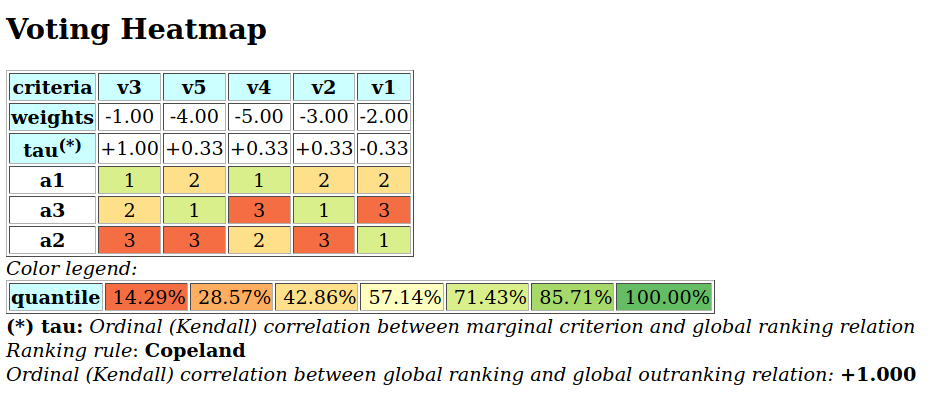 Voting Heatmap
criteria v3 v5 v4 v2 v1
weights -1.00 -4.00 -5.00 -3.00 -2.00
tau(*) +1.00 +0.33 +0.33 +0.33 -0.33
a1 1 2 1 2 2
a3 2 1 3 1 3
a2 3 3 2 3 1
Color legend:
quantile 14.29% 28.57% 42.86% 57.14% 71.43% 85.71% 100.00%
(*) tau: Ordinal (Kendall) correlation between marginal criterion and global ranking relation
Ranking rule: Copeland
Ordinal (Kendall) correlation between global ranking and global outranking relation: +1.000